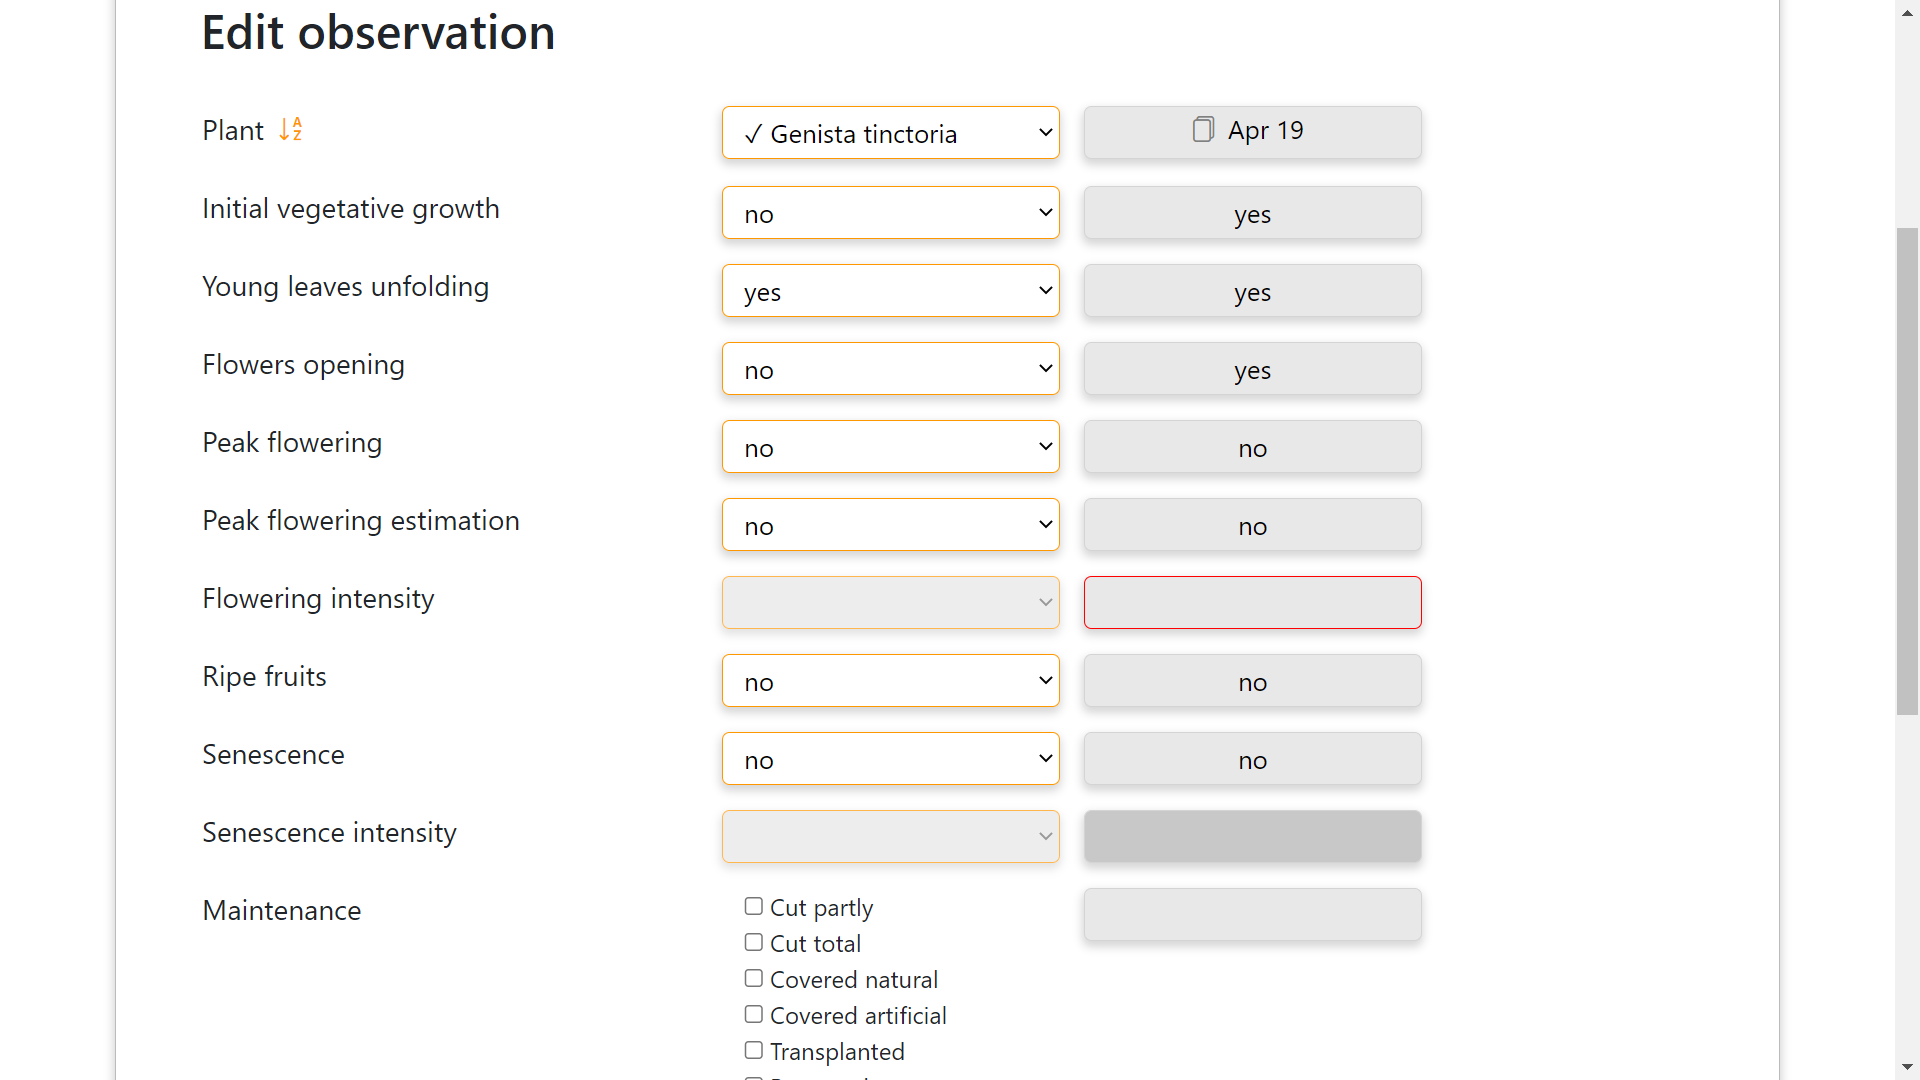 Edit observation
Plant
✓ Genista tinctoria
Apr 19
Initial vegetative growth
no
yes
Young leaves unfolding
yes
yes
Flowers opening
no
yes
Peak flowering
no
no
Peak flowering estimation
no
no
Flowering intensity
Ripe fruits
no
no
Senescence
no
no
Senescence intensity
Maintenance
Cut partly
Cut total
Covered natural
Covered artificial
Transplanted